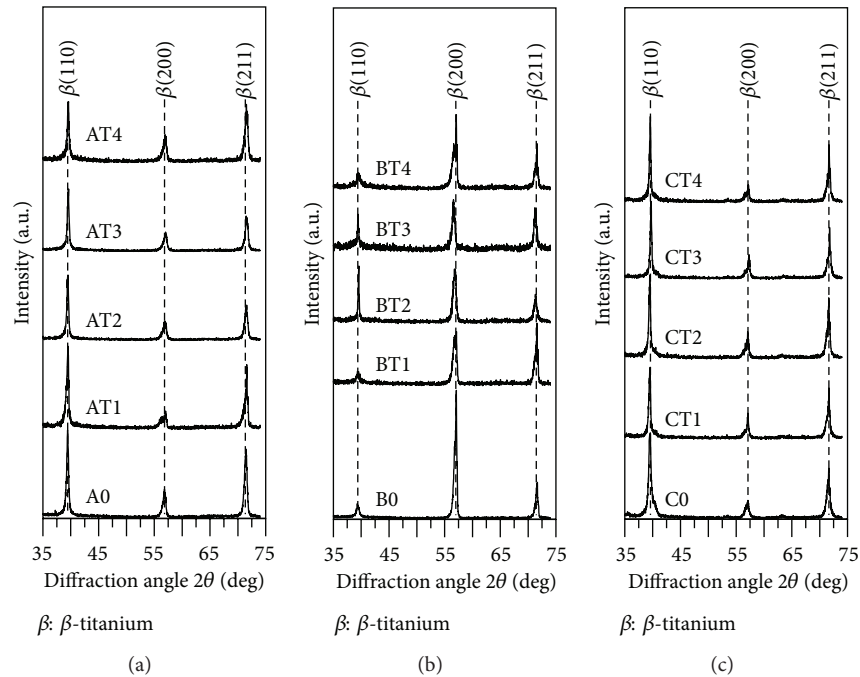 β(110)
β(200)
β(211)
AT4
AT3
AT2
AT1
A0
Intensity (a.u.)
35 45 55 65 75
Diffraction angle 2θ (deg)
β: β-titanium
(a)
β(110)
β(200)
β(211)
BT4
BT3
BT2
BT1
B0
Intensity (a.u.)
35 45 55 65 75
Diffraction angle 2θ (deg)
β: β-titanium
(b)
β(110)
β(200)
β(211)
CT4
CT3
CT2
CT1
C0
Intensity (a.u.)
35 45 55 65 75
Diffraction angle 2θ (deg)
β: β-titanium
(c)